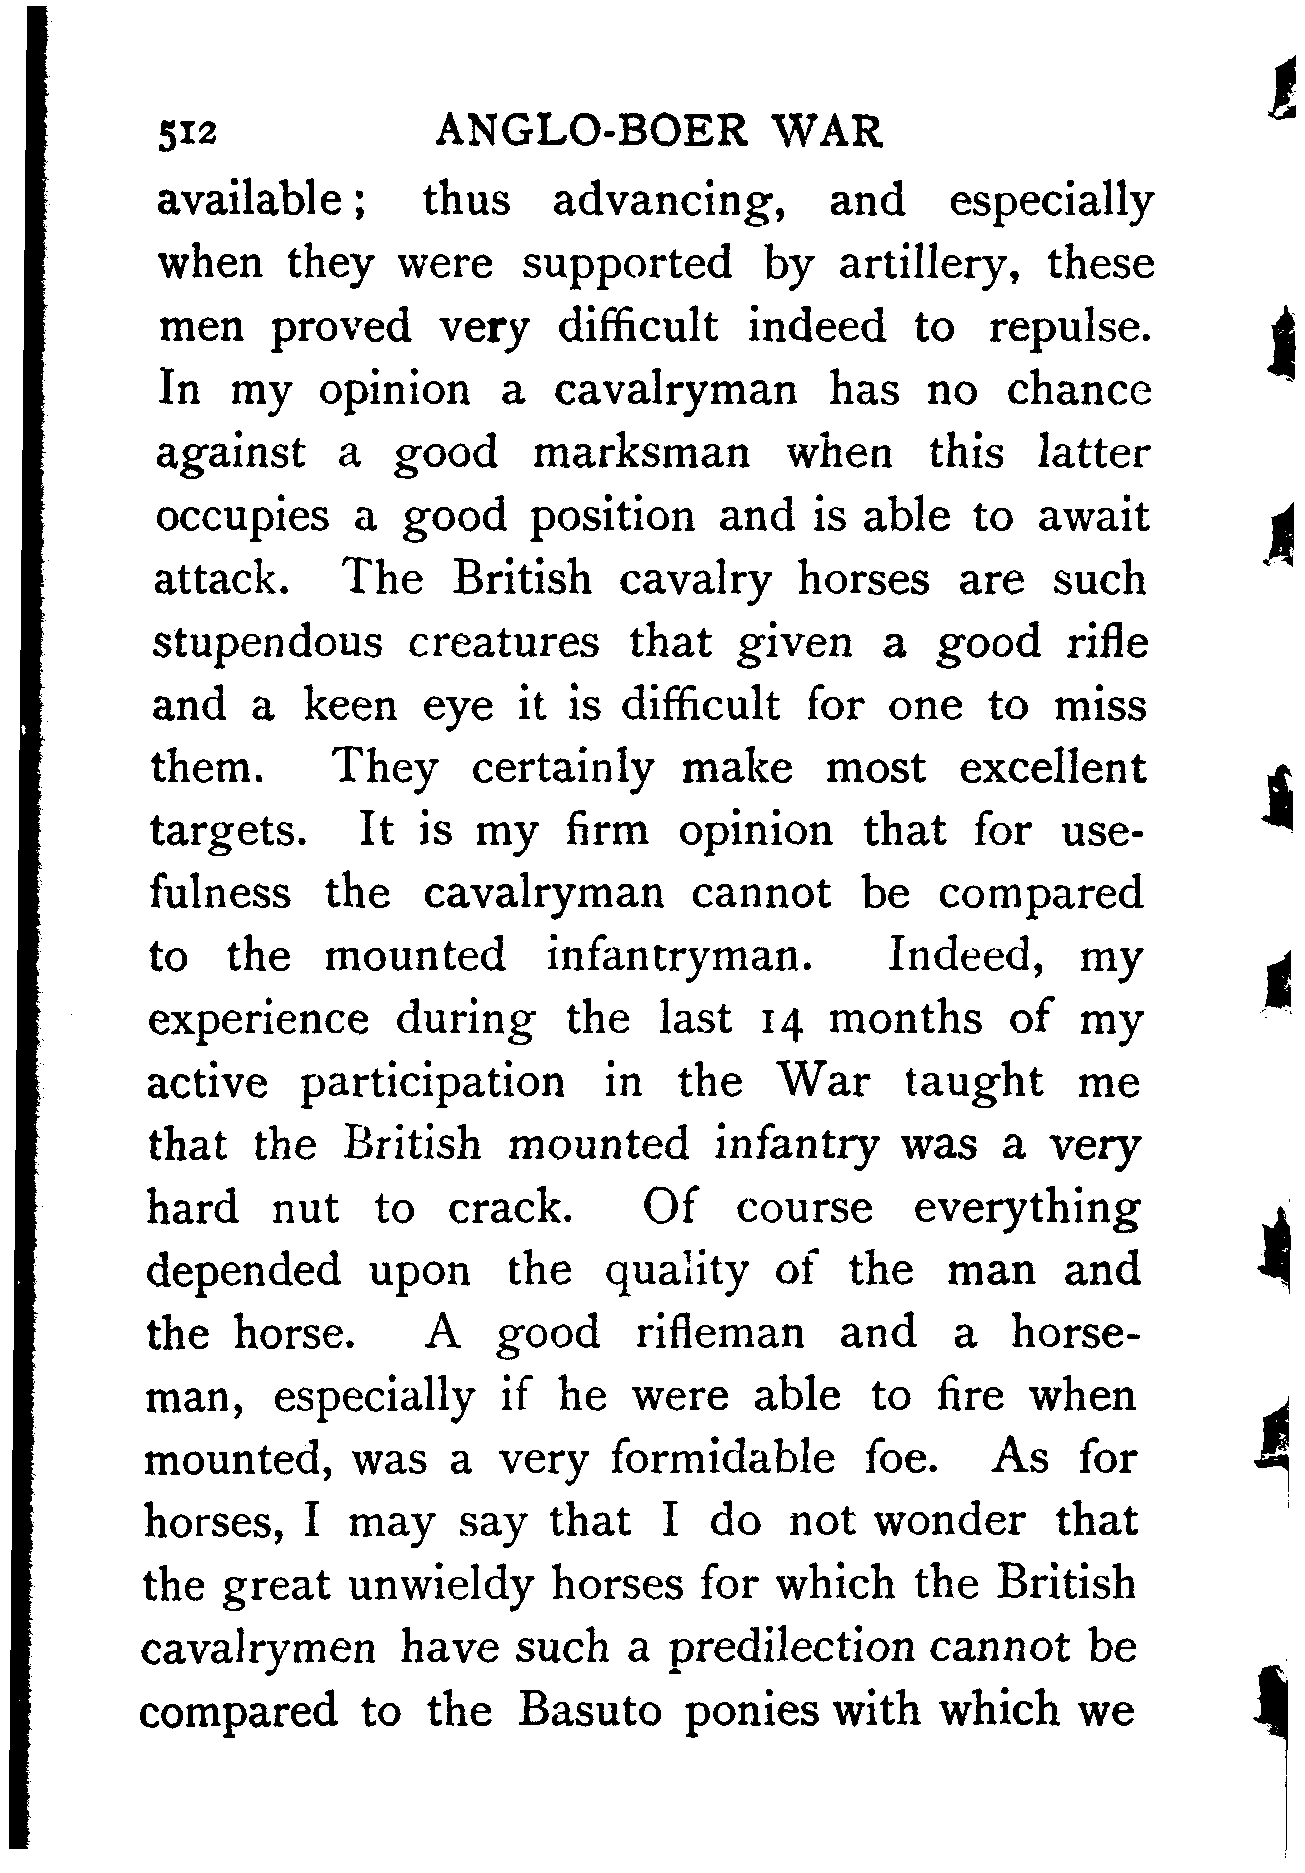 512 ANGLO-BOER WAR
available; thus advancing, and especially
when they were supported by artillery, these
men proved very difficult indeed to repulse.
In my opinion a cavalryman has no chance
against a good marksman when this latter
occupies a good position and is able to await
attack. The British cavalry horses are such
stupendous creatures that given a good rifle
and a keen eye it is difficult for one to miss
them. They certainly make most excellent
targets. It is my firm opinion that for use-
fulness the cavalryman cannot be compared
to the mounted infantryman. Indeed, my
experience during the last 14 months of my
active participation in the War taught me
that the British mounted infantry was a very
hard nut to crack. Of course everything
depended upon the quality of the man and
the horse. A good rifleman and a horse-
man, especially if he were able to fire when
mounted, was a very formidable foe. As for
horses, I may say that I do not wonder that
the great unwieldy horses for which the British
cavalrymen have such a predilection cannot be
compared to the Basuto ponies with which we